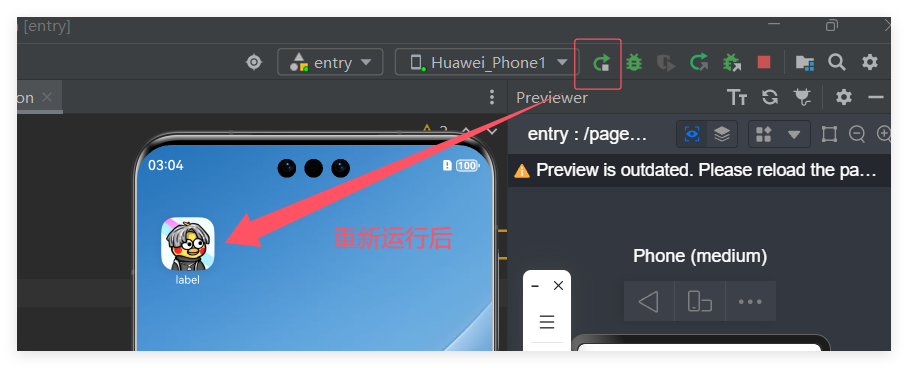 [entry]
entry
Huawei_Phone1
on
Previewer
entry : /page...
Preview is outdated. Please reload the pa...
03:04
100
重新运行后
label
Phone (medium)